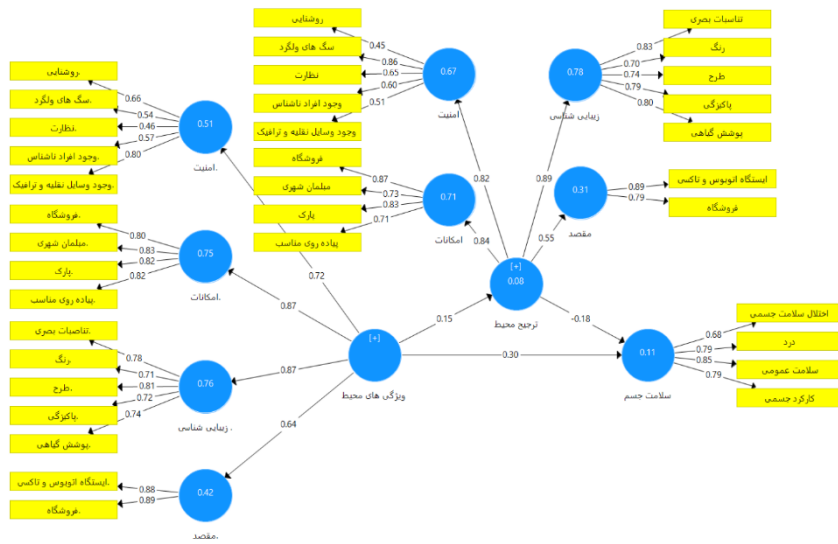 روشنایی.
سگ های ولگرد.
نظارت.
وجود افراد ناشناس.
وجود وسایل نقلیه و ترافیک.
0.66
0.54
0.46
0.57
0.80
0.51
امنیت.
فروشگاه.
مبلمان شهری.
پارک.
پیاده روی مناسب.
0.80
0.83
0.82
0.82
0.75
امکانات.
تناصبات بصری.
رنگ.
طرح.
پاکیزگی.
پوشش گیاهی.
0.78
0.71
0.81
0.72
0.74
0.76
زیبایی شناسی .
ایستگاه اتوبوس و تاکسی.
فروشگاه.
0.88
0.89
0.42
مقصد.
روشنایی
سگ های ولگرد
نظارت
وجود افراد ناشناس
وجود وسایل نقلیه و ترافیک
0.45
0.86
0.65
0.60
0.51
0.67
امنیت
فروشگاه
مبلمان شهری
پارک
پیاده روی مناسب
0.87
0.73
0.83
0.71
0.71
امکانات
تناسبات بصری
رنگ
طرح
پاکیزگی
پوشش گیاهی
0.83
0.70
0.74
0.79
0.80
0.78
زیبایی شناسی
ایستگاه اتوبوس و تاکسی
فروشگاه
0.89
0.79
0.31
مقصد
0.82
0.84
0.89
0.55
[+]
0.08
ترجیح محیط
0.72
0.87
0.87
0.64
[+]
ویژگی های محیط
0.15
-0.18
0.30
0.11
سلامت جسم
اختلال سلامت جسمی
درد
سلامت عمومی
کارکرد جسمی
0.68
0.79
0.85
0.79